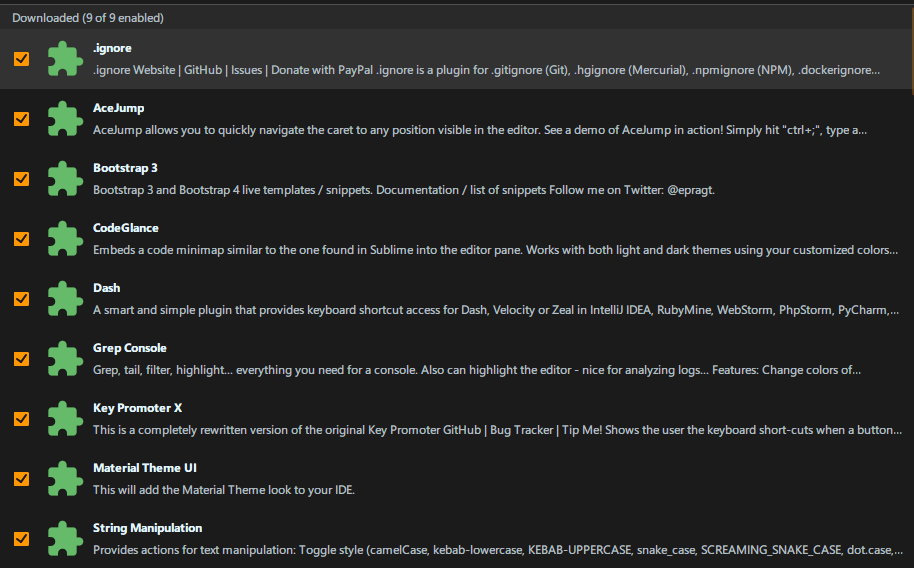 Downloaded (9 of 9 enabled)
.ignore
.ignore Website | GitHub | Issues | Donate with PayPal .ignore is a plugin for .gitignore (Git), .hgignore (Mercurial), .npmignore (NPM), .dockerignore...
AceJump
AceJump allows you to quickly navigate the caret to any position visible in the editor. See a demo of AceJump in action! Simply hit "ctrl+;", type a...
Bootstrap 3
Bootstrap 3 and Bootstrap 4 live templates / snippets. Documentation / list of snippets Follow me on Twitter: @epragt.
CodeGlance
Embeds a code minimap similar to the one found in Sublime into the editor pane. Works with both light and dark themes using your customized colors...
Dash
A smart and simple plugin that provides keyboard shortcut access for Dash, Velocity or Zeal in IntelliJ IDEA, RubyMine, WebStorm, PhpStorm, PyCharm,...
Grep Console
Grep, tail, filter, highlight... everything you need for a console. Also can highlight the editor - nice for analyzing logs... Features: Change colors of...
Key Promoter X
This is a completely rewritten version of the original Key Promoter GitHub | Bug Tracker | Tip Me! Shows the user the keyboard short-cuts when a button...
Material Theme UI
This will add the Material Theme look to your IDE.
String Manipulation
Provides actions for text manipulation: Toggle style (camelCase, kebab-lowercase, KEBAB-UPPERCASE, snake_case, SCREAMING_SNAKE_CASE, dot.case,...